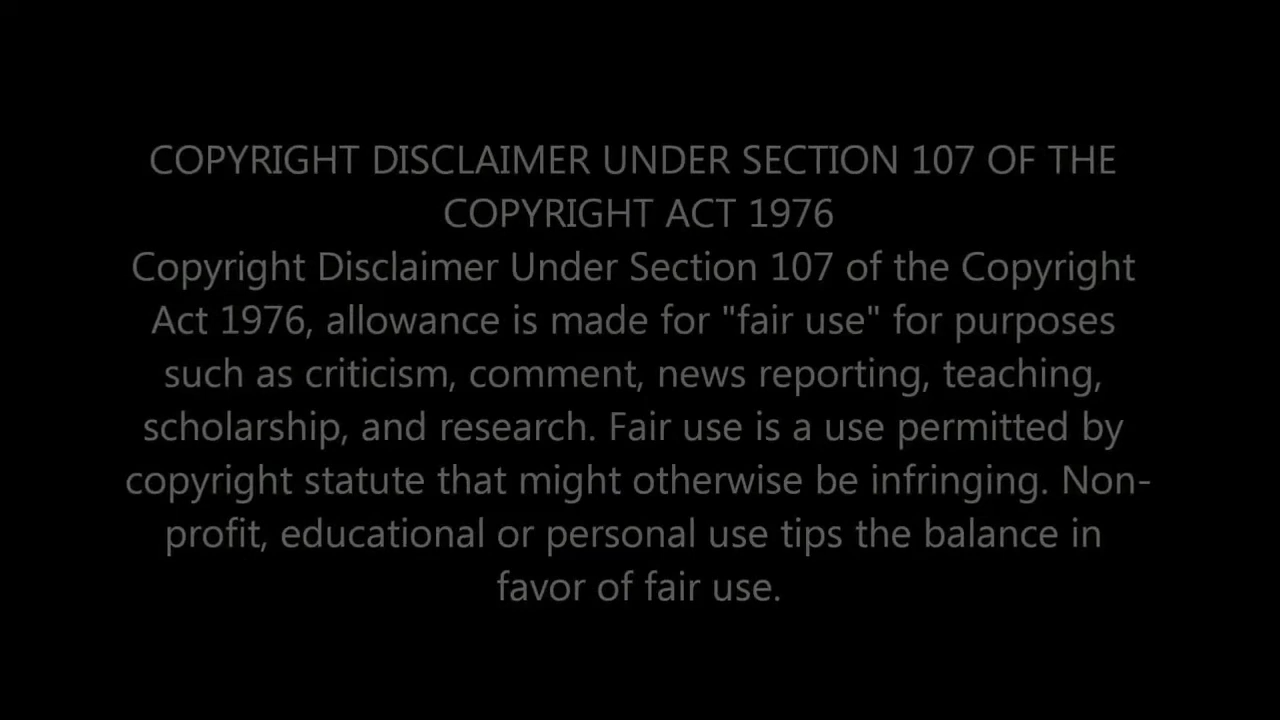 COPYRIGHT DISCLAIMER UNDER SECTION 107 OF THE
COPYRIGHT ACT 1976
Copyright Disclaimer Under Section 107 of the Copyright
Act 1976, allowance is made for "fair use" for purposes
such as criticism, comment, news reporting, teaching,
scholarship, and research. Fair use is a use permitted by
copyright statute that might otherwise be infringing. Non-
profit, educational or personal use tips the balance in
favor of fair use.